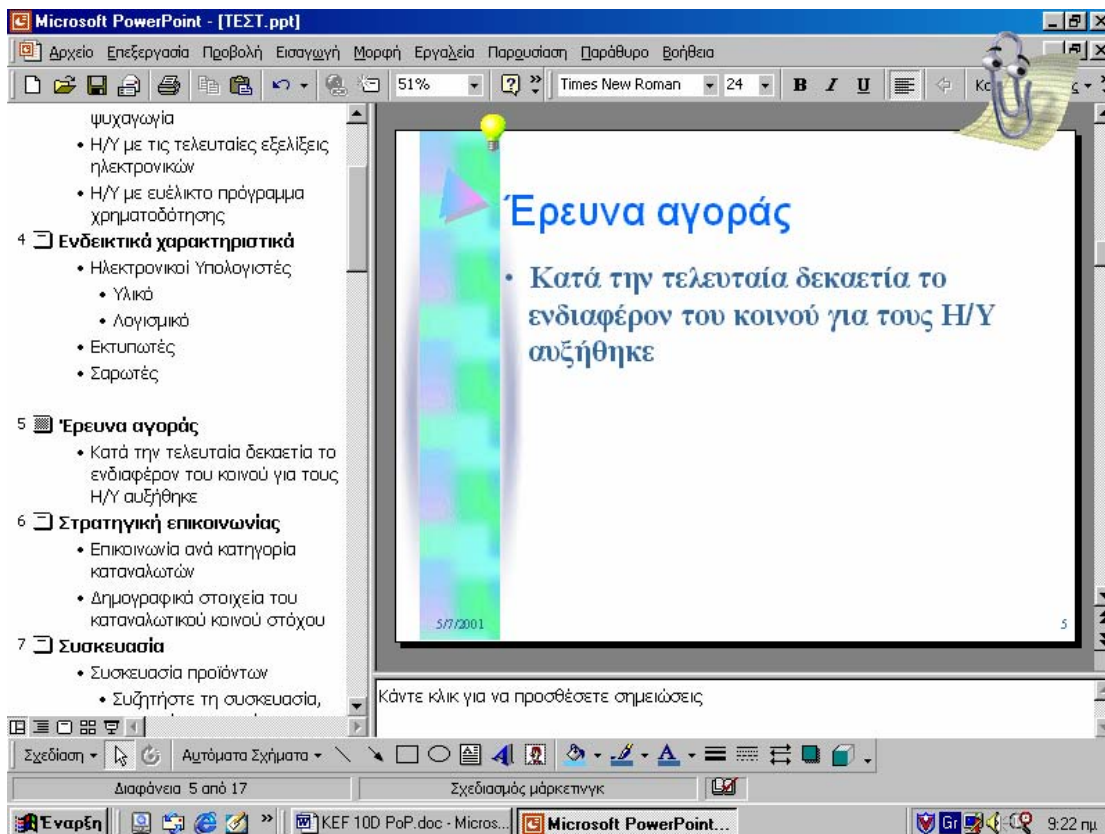 Microsoft PowerPoint - [ΤΕΣΤ.ppt]
Αρχείο Επεξεργασία Προβολή Εισαγωγή Μορφή Εργαλεία Παρουσίαση Παράθυρο Βοήθεια
51% Times New Roman 24 B I U
ψυχαγωγία
• Η/Υ με τις τελευταίες εξελίξεις
ηλεκτρονικών
• Η/Υ με ευέλικτο πρόγραμμα
χρηματοδότησης
4 Ενδεικτικά χαρακτηριστικά
• Ηλεκτρονικοί Υπολογιστές
• Υλικό
• Λογισμικό
• Εκτυπωτές
• Σαρωτές
5 Έρευνα αγοράς
• Κατά την τελευταία δεκαετία το
ενδιαφέρον του κοινού για τους
Η/Υ αυξήθηκε
6 Στρατηγική επικοινωνίας
• Επικοινωνία ανά κατηγορία
καταναλωτών
• Δημογραφικά στοιχεία του
καταναλωτικού κοινού στόχου
7 Συσκευασία
• Συσκευασία προϊόντων
• Συζητήστε τη συσκευασία,
Έρευνα αγοράς
• Κατά την τελευταία δεκαετία το
ενδιαφέρον του κοινού για τους Η/Υ
αυξήθηκε
5/7/2001 5
Κάντε κλικ για να προσθέσετε σημειώσεις
Σχεδίαση Αυτόματα Σχήματα
Διαφάνεια 5 από 17 Σχεδιασμός μάρκετινγκ
Έναρξη KEF 10D PoP.doc - Micros... Microsoft PowerPoint... Gr 9:22 πμ